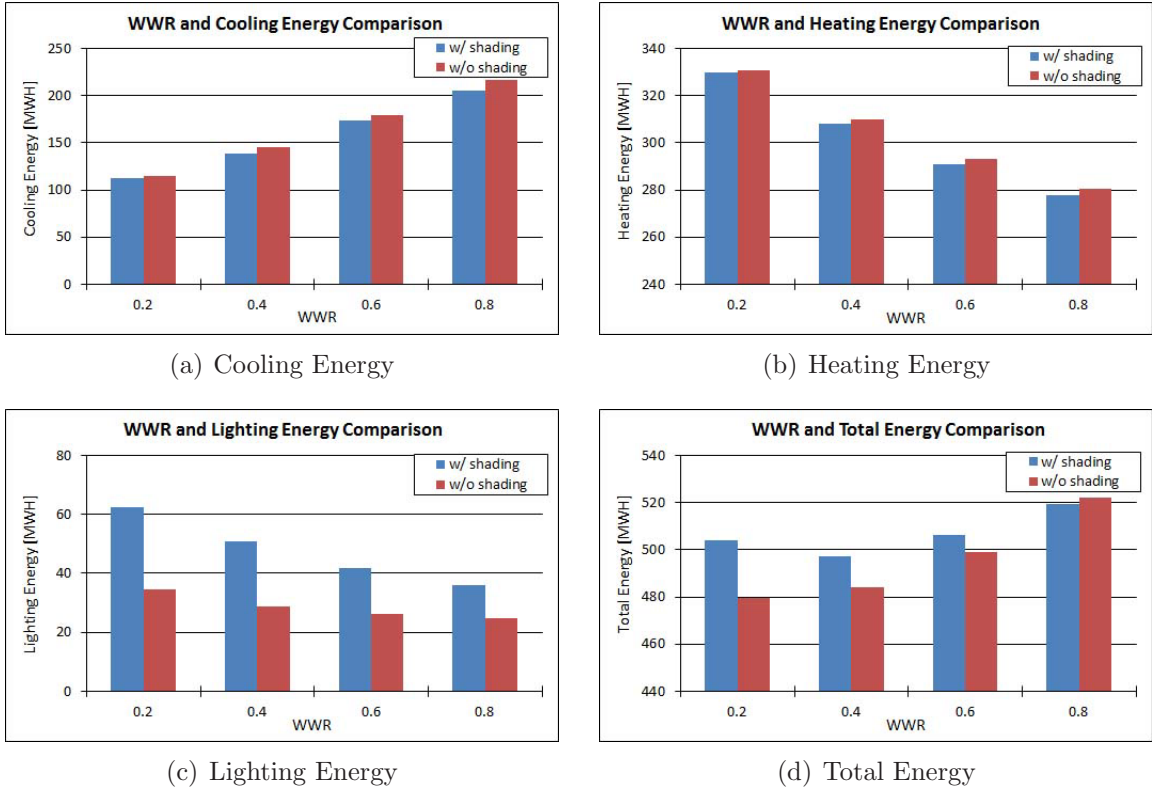 WWR and Cooling Energy Comparison
250
200
150
100
50
0
Cooling Energy [MWH]
w/ shading
w/o shading
0.2 0.4 0.6 0.8
WWR
(a) Cooling Energy
WWR and Heating Energy Comparison
340
320
300
280
260
240
Heating Energy [MWH]
w/ shading
w/o shading
0.2 0.4 0.6 0.8
WWR
(b) Heating Energy
WWR and Lighting Energy Comparison
80
60
40
20
0
Lighting Energy [MWH]
w/ shading
w/o shading
0.2 0.4 0.6 0.8
WWR
(c) Lighting Energy
WWR and Total Energy Comparison
540
520
500
480
460
440
Total Energy [MWH]
w/ shading
w/o shading
0.2 0.4 0.6 0.8
WWR
(d) Total Energy